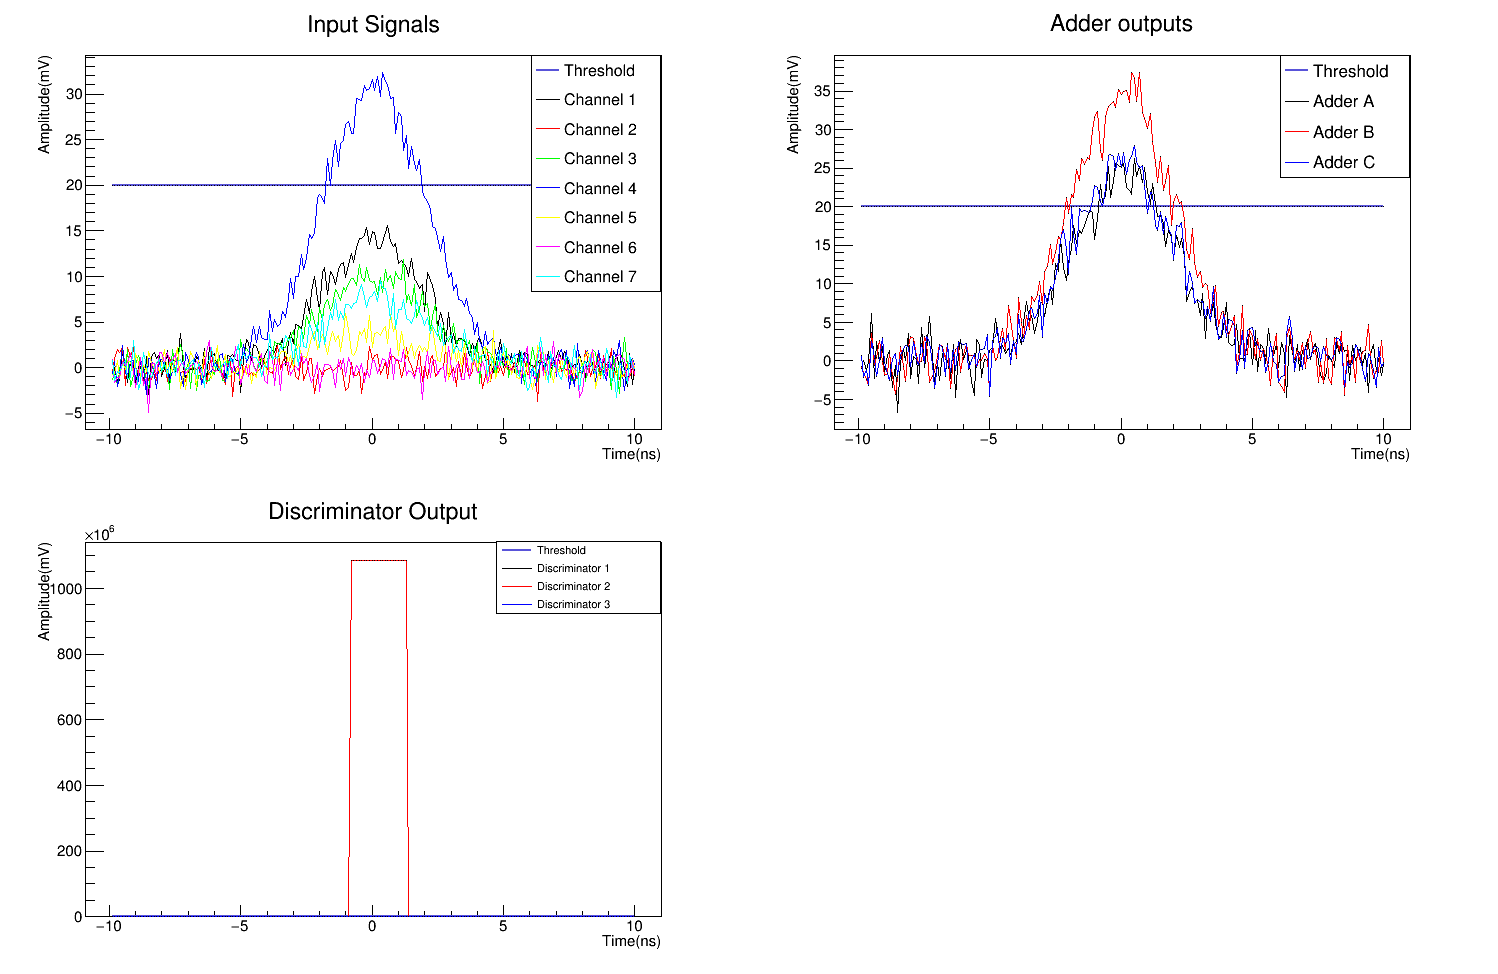 Input Signals
Amplitude(mV)
30
25
20
15
10
5
0
−5
−10
−5
0
5
10
Time(ns)
Threshold
Channel 1
Channel 2
Channel 3
Channel 4
Channel 5
Channel 6
Channel 7
Adder outputs
Amplitude(mV)
35
30
25
20
15
10
5
0
−5
−10
−5
0
5
10
Time(ns)
Threshold
Adder A
Adder B
Adder C
Discriminator Output
×10⁶
Amplitude(mV)
1000
800
600
400
200
0
−10
−5
0
5
10
Time(ns)
Threshold
Discriminator 1
Discriminator 2
Discriminator 3